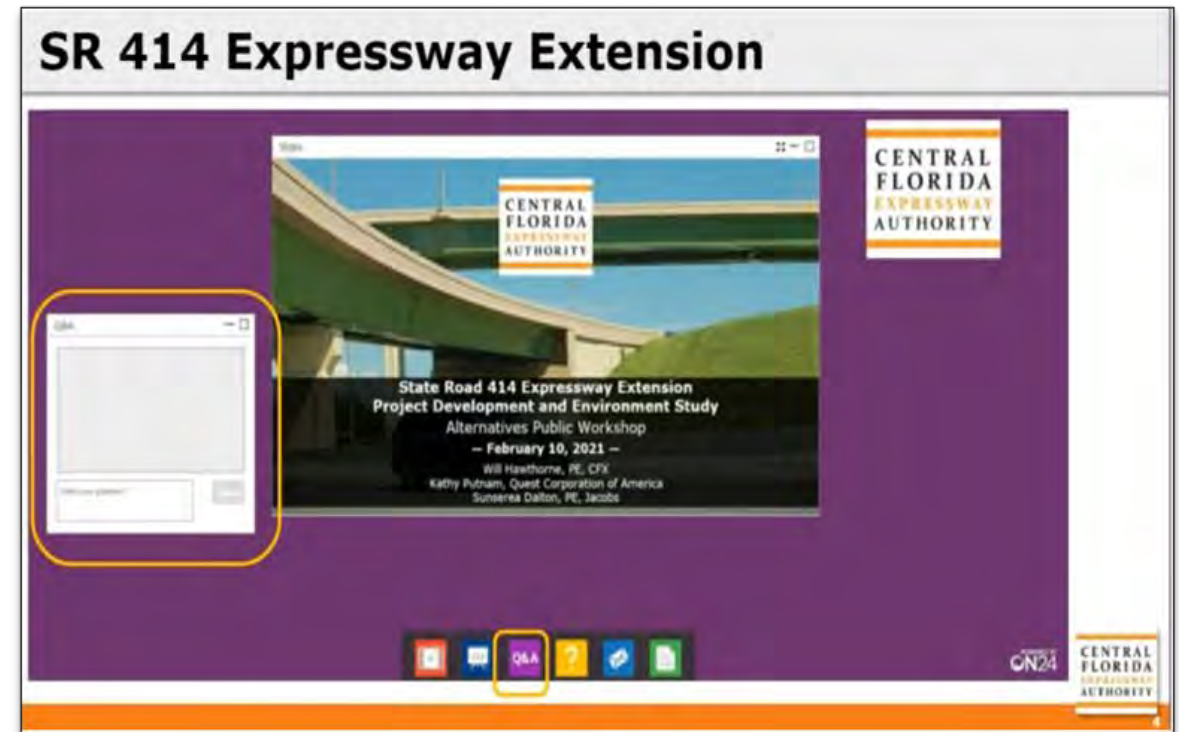 SR 414 Expressway Extension
Slides
CENTRAL
FLORIDA
EXPRESSWAY
AUTHORITY
CENTRAL
FLORIDA
EXPRESSWAY
AUTHORITY
Q&A
State Road 414 Expressway Extension
Project Development and Environment Study
Alternatives Public Workshop
— February 10, 2021 —
Will Hawthorne, PE, CFX
Kathy Putnam, Quest Corporation of America
Sunserea Dalton, PE, Jacobs
Q&A
?
ON24
CENTRAL
FLORIDA
EXPRESSWAY
AUTHORITY
4